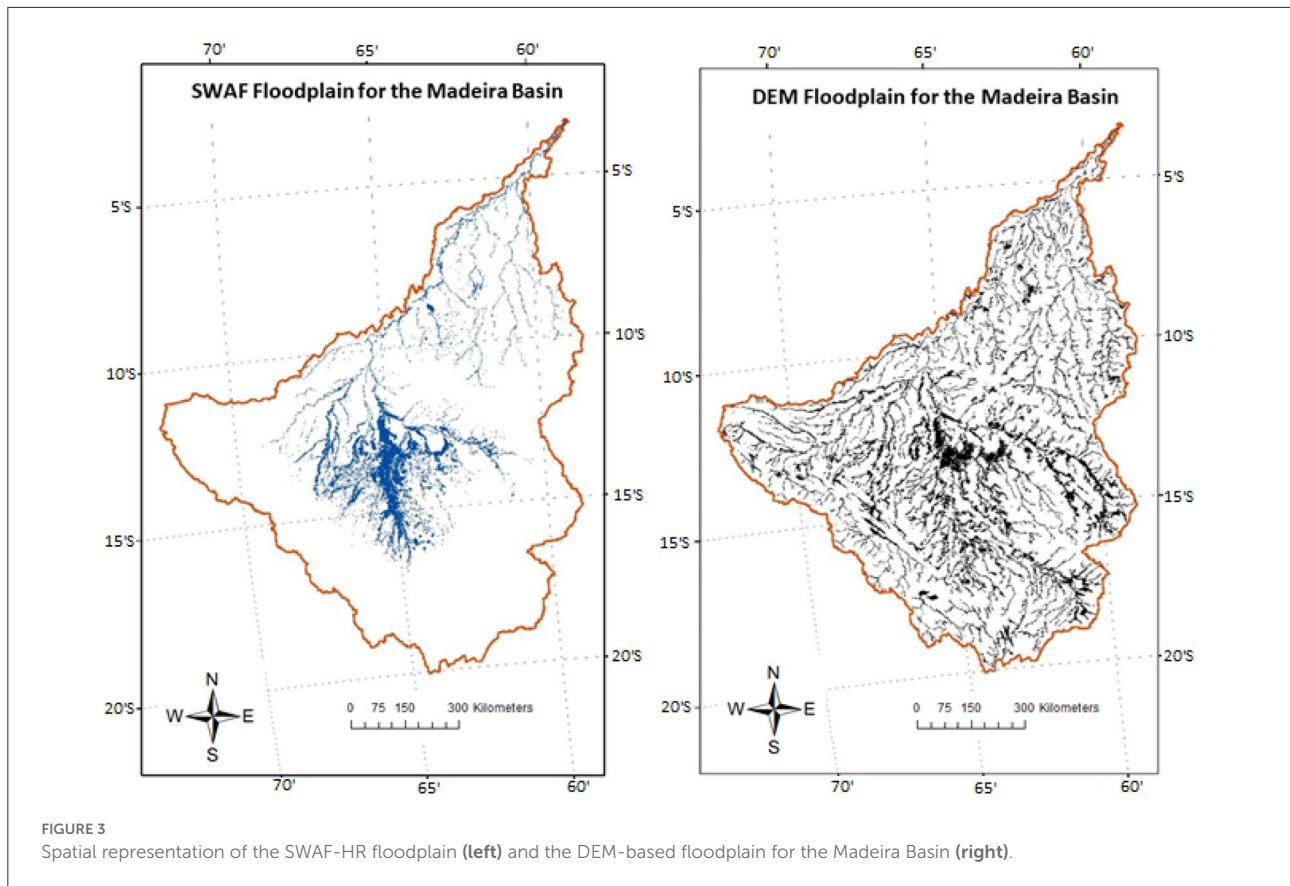 70' 65' 60'
SWAF Floodplain for the Madeira Basin
5'S
5'S
10'S
10'S
15'S
15'S
20'S
20'S
N
W E
S
0 75 150 300 Kilometers
70' 65' 60'
70' 65' 60'
DEM Floodplain for the Madeira Basin
5'S
5'S
10'S
10'S
15'S
15'S
20'S
20'S
N
W E
S
0 75 150 300 Kilometers
70' 65' 60'
FIGURE 3
Spatial representation of the SWAF-HR floodplain (left) and the DEM-based floodplain for the Madeira Basin (right).